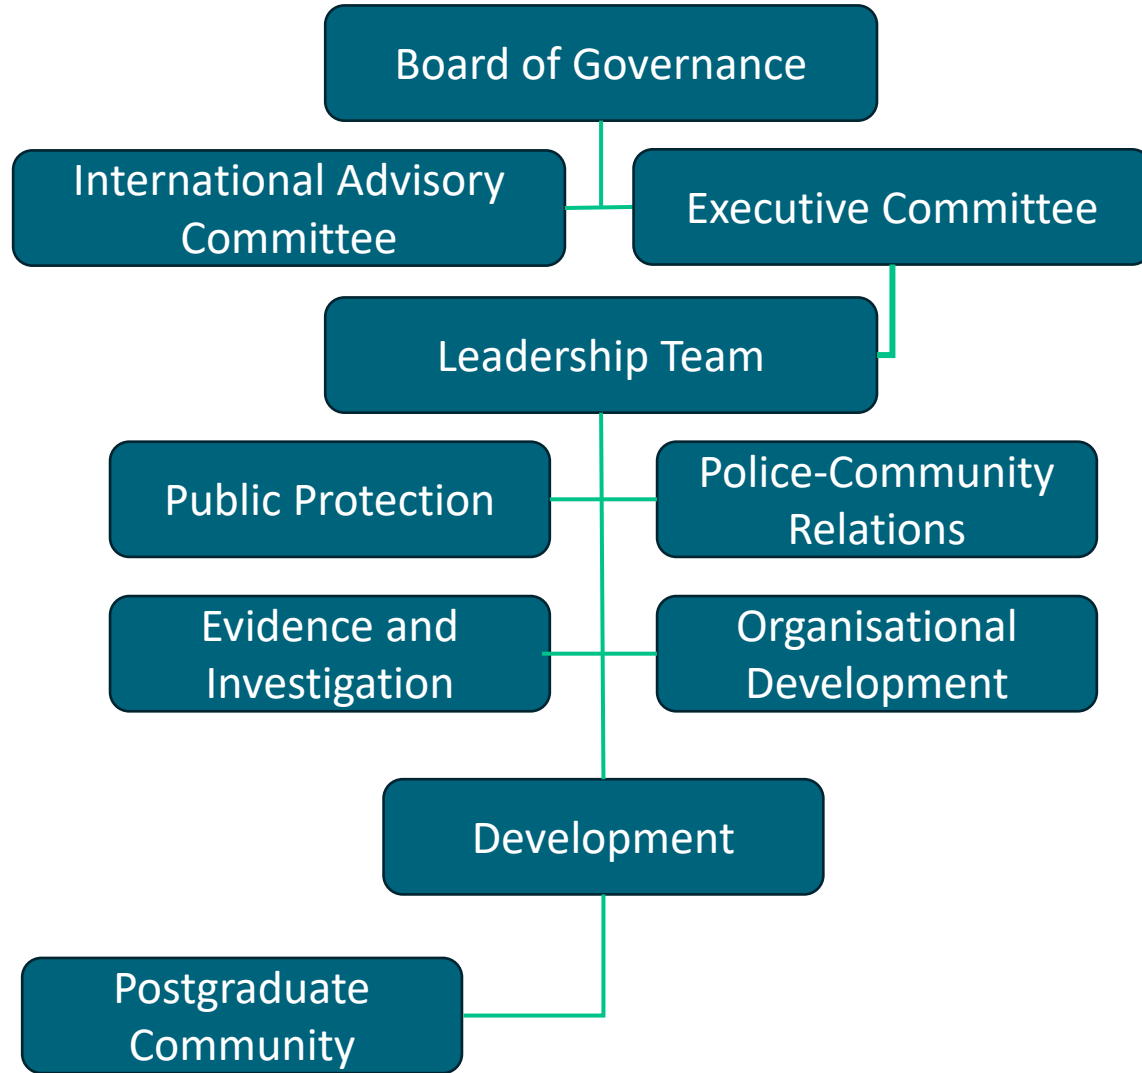 Board of Governance
International Advisory
Committee
Executive Committee
Leadership Team
Public Protection
Police-Community
Relations
Evidence and
Investigation
Organisational
Development
Development
Postgraduate
Community